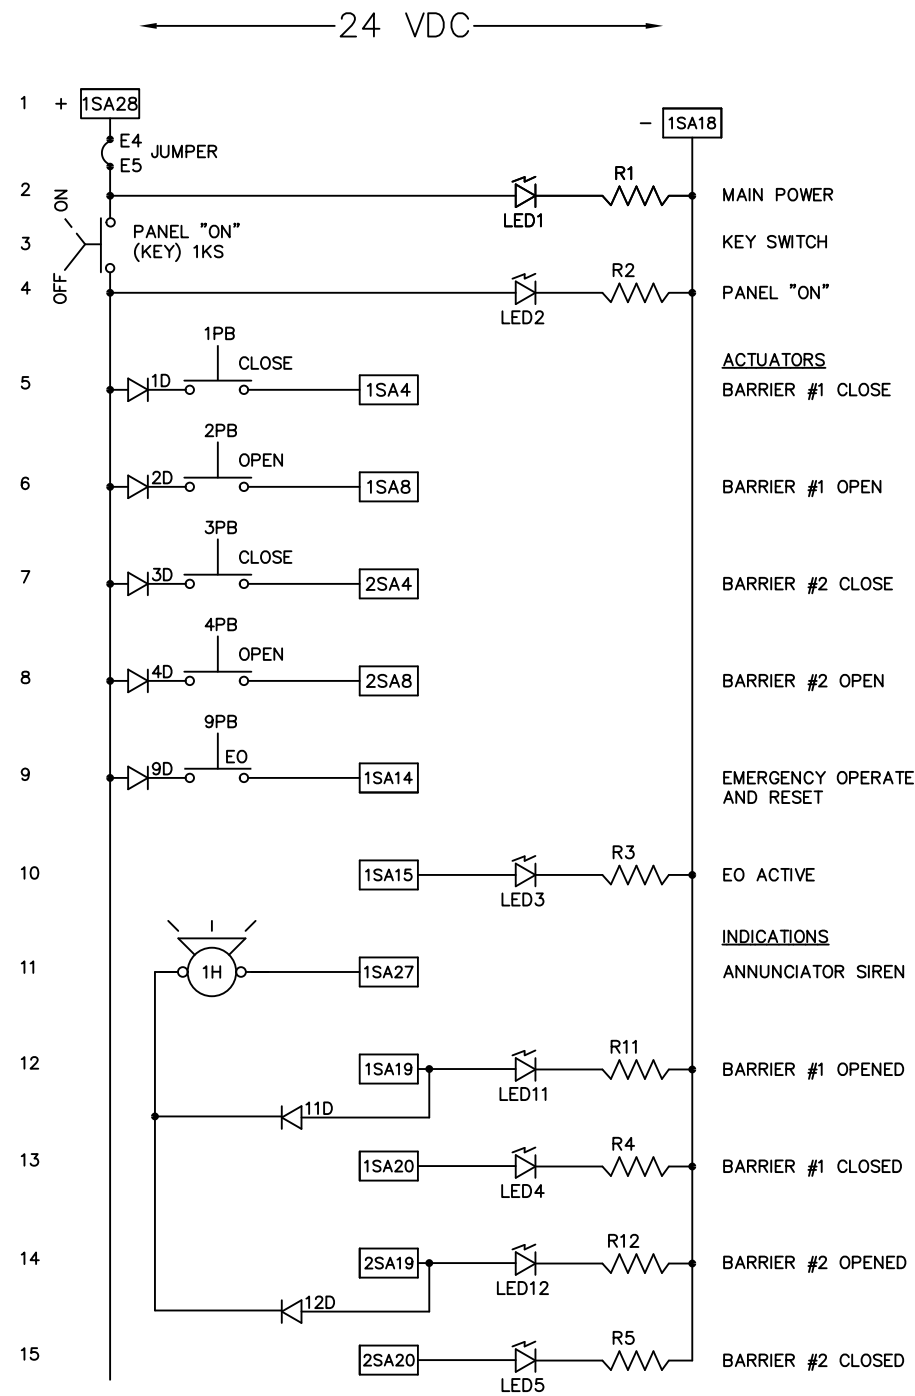 24 VDC
1 + 1SA28
- 1SA18
E4
JUMPER
E5
R1
2 ON LED1 MAIN POWER
PANEL "ON"
3 (KEY) 1KS KEY SWITCH
R2
4 OFF LED2 PANEL "ON"
1PB
CLOSE ACTUATORS
5 1D 1SA4 BARRIER #1 CLOSE
2PB
OPEN
6 2D 1SA8 BARRIER #1 OPEN
3PB
CLOSE
7 3D 2SA4 BARRIER #2 CLOSE
4PB
OPEN
8 4D 2SA8 BARRIER #2 OPEN
9PB
EO
9 9D 1SA14 EMERGENCY OPERATE
AND RESET
R3
10 1SA15 LED3 EO ACTIVE
INDICATIONS
11 1H 1SA27 ANNUNCIATOR SIREN
R11
12 1SA19 LED11 BARRIER #1 OPENED
11D
R4
13 1SA20 LED4 BARRIER #1 CLOSED
R12
14 2SA19 LED12 BARRIER #2 OPENED
12D
R5
15 2SA20 LED5 BARRIER #2 CLOSED